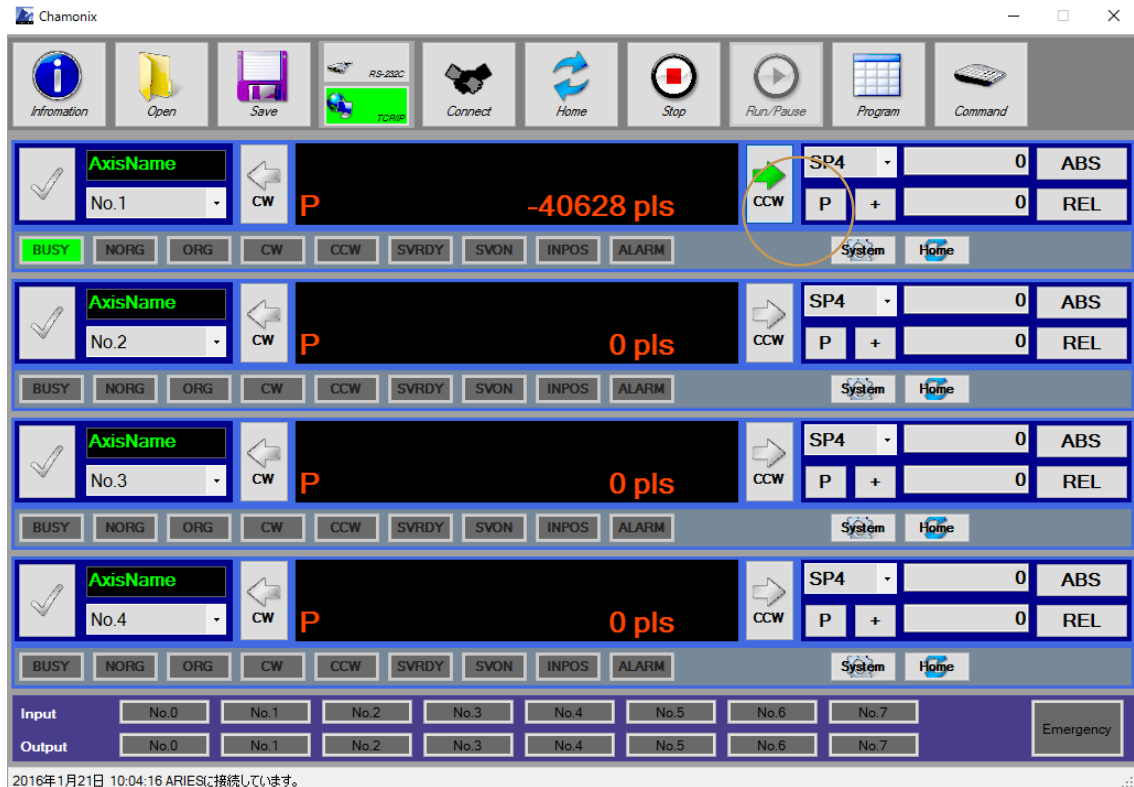 Chamonix
Infromation Open Save RS-232C TCP/IP Connect Home Stop Run/Pause Program Command
AxisName
No.1 CW P -40628 pls CCW SP4 0 ABS
P + 0 REL
BUSY NORG ORG CW CCW SVRDY SVON INPOS ALARM System Home
AxisName
No.2 CW P 0 pls CCW SP4 0 ABS
P + 0 REL
BUSY NORG ORG CW CCW SVRDY SVON INPOS ALARM System Home
AxisName
No.3 CW P 0 pls CCW SP4 0 ABS
P + 0 REL
BUSY NORG ORG CW CCW SVRDY SVON INPOS ALARM System Home
AxisName
No.4 CW P 0 pls CCW SP4 0 ABS
P + 0 REL
BUSY NORG ORG CW CCW SVRDY SVON INPOS ALARM System Home
Input No.0 No.1 No.2 No.3 No.4 No.5 No.6 No.7
Emergency
Output No.0 No.1 No.2 No.3 No.4 No.5 No.6 No.7
2016年1月21日 10:04:16 ARIESに接続しています。